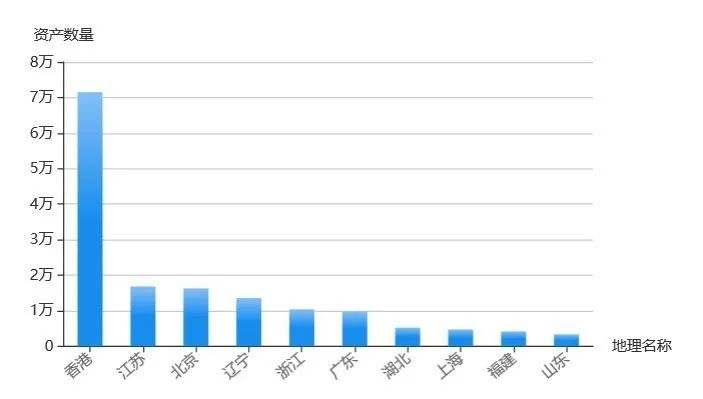 资产数量
8万
7万
6万
5万
4万
3万
2万
1万
0
香港
江苏
北京
辽宁
浙江
广东
湖北
上海
福建
山东
地理名称